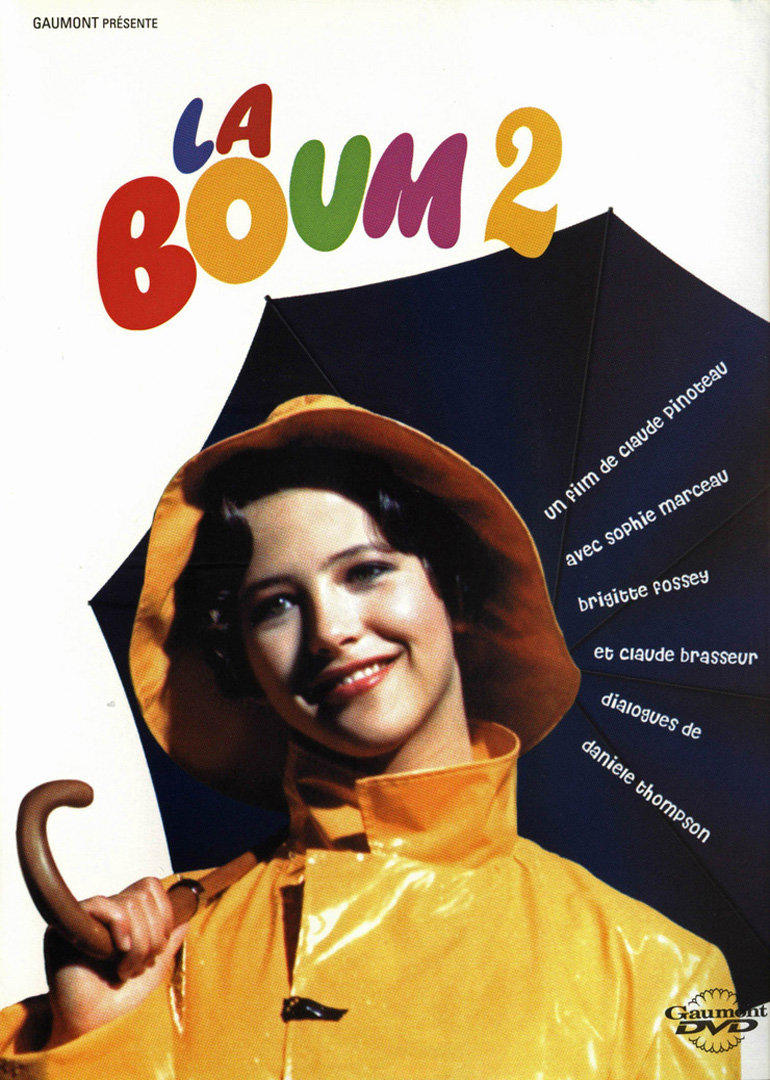 GAUMONT PRÉSENTE
LA
BOUM 2
un film de claude pinoteau
avec sophie marceau
brigitte fossey
et claude brasseur
dialogues de
daniele thompson
Gaumont
DVD